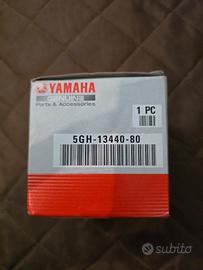 YAMAHA
GENUINE
Parts & Accessories
1 PC
5GH-13440-80
subito